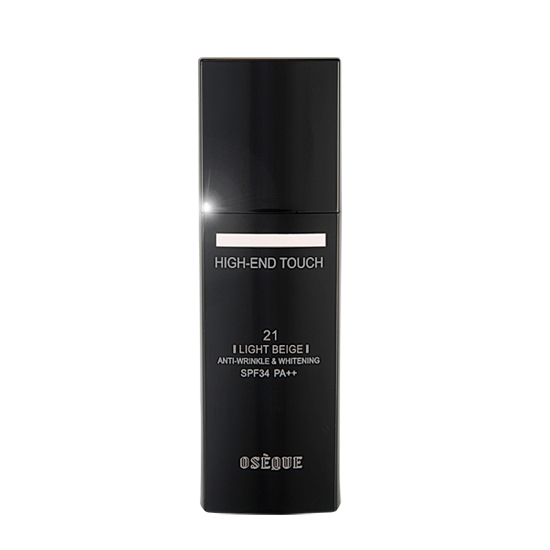 HIGH-END TOUCH
21
I LIGHT BEIGE I
ANTI-WRINKLE & WHITENING
SPF34 PA++
OSÈQUE